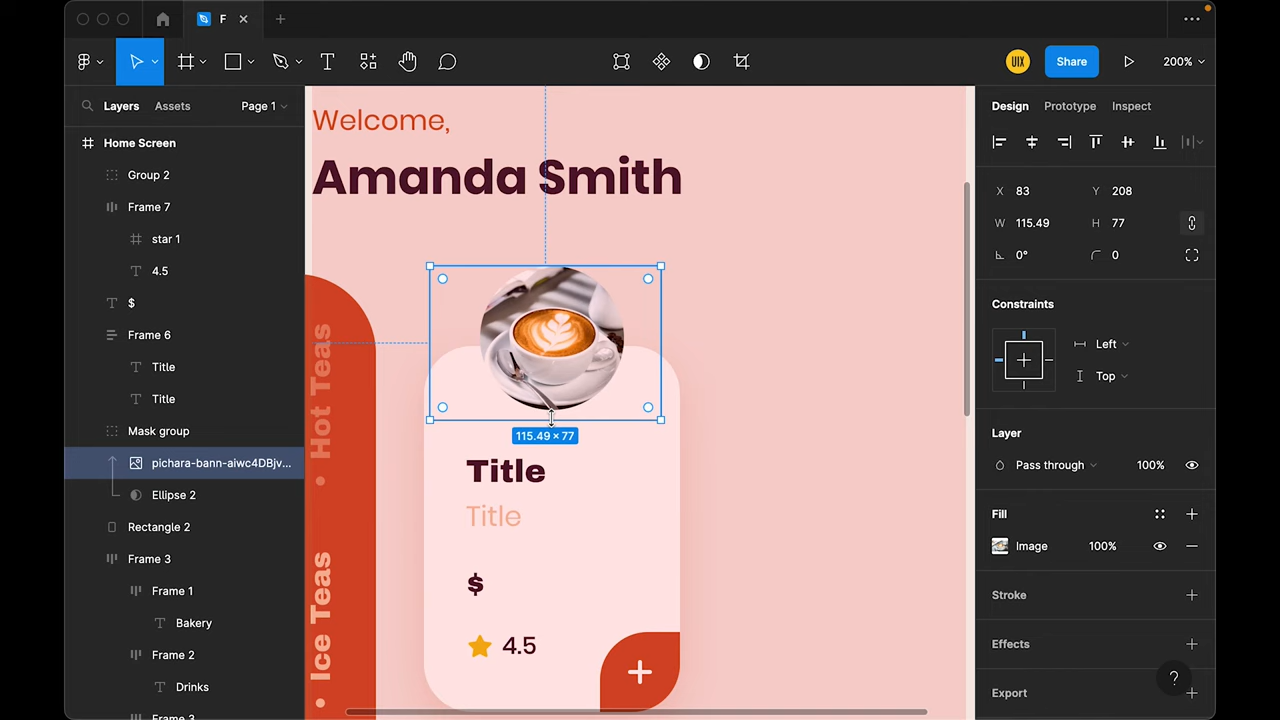 F
UIX
Share
200%
Layers
Assets
Page 1
Design
Prototype
Inspect
Home Screen
Group 2
Frame 7
star 1
4.5
$
Frame 6
Title
Title
Mask group
pichara-bann-aiwc4DBjv...
Ellipse 2
Rectangle 2
Frame 3
Frame 1
Bakery
Frame 2
Drinks
Frame 3
Welcome,
Amanda Smith
• Hot Teas
• Ice Teas
115.49 × 77
Title
Title
$
4.5
+
X 83
Y 208
W 115.49
H 77
0°
0
Constraints
Left
Top
Layer
Pass through
100%
Fill
Image
100%
Stroke
Effects
Export
?